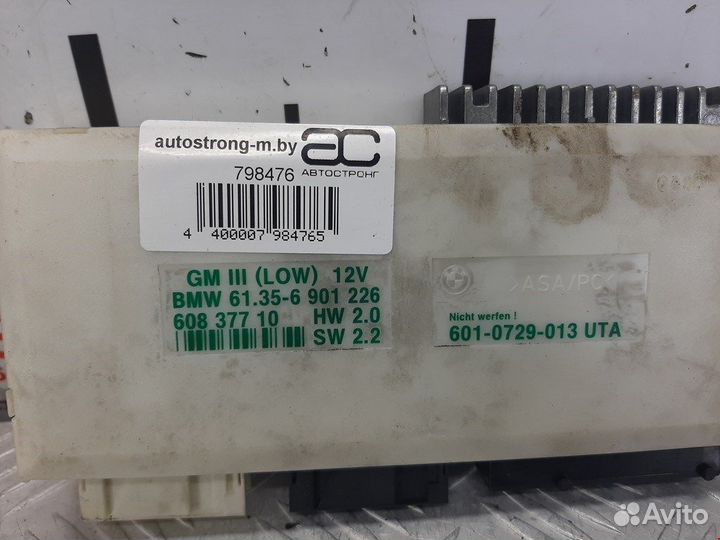 autostrong-m.by
ac
798476 АВТОСТРОНГ
4 400007 984765
GM III (LOW) 12V
BMW 61.35-6 901 226
608 377 10 HW 2.0
SW 2.2
>ASA/PC<
Nicht werfen !
601-0729-013 UTA
Avito